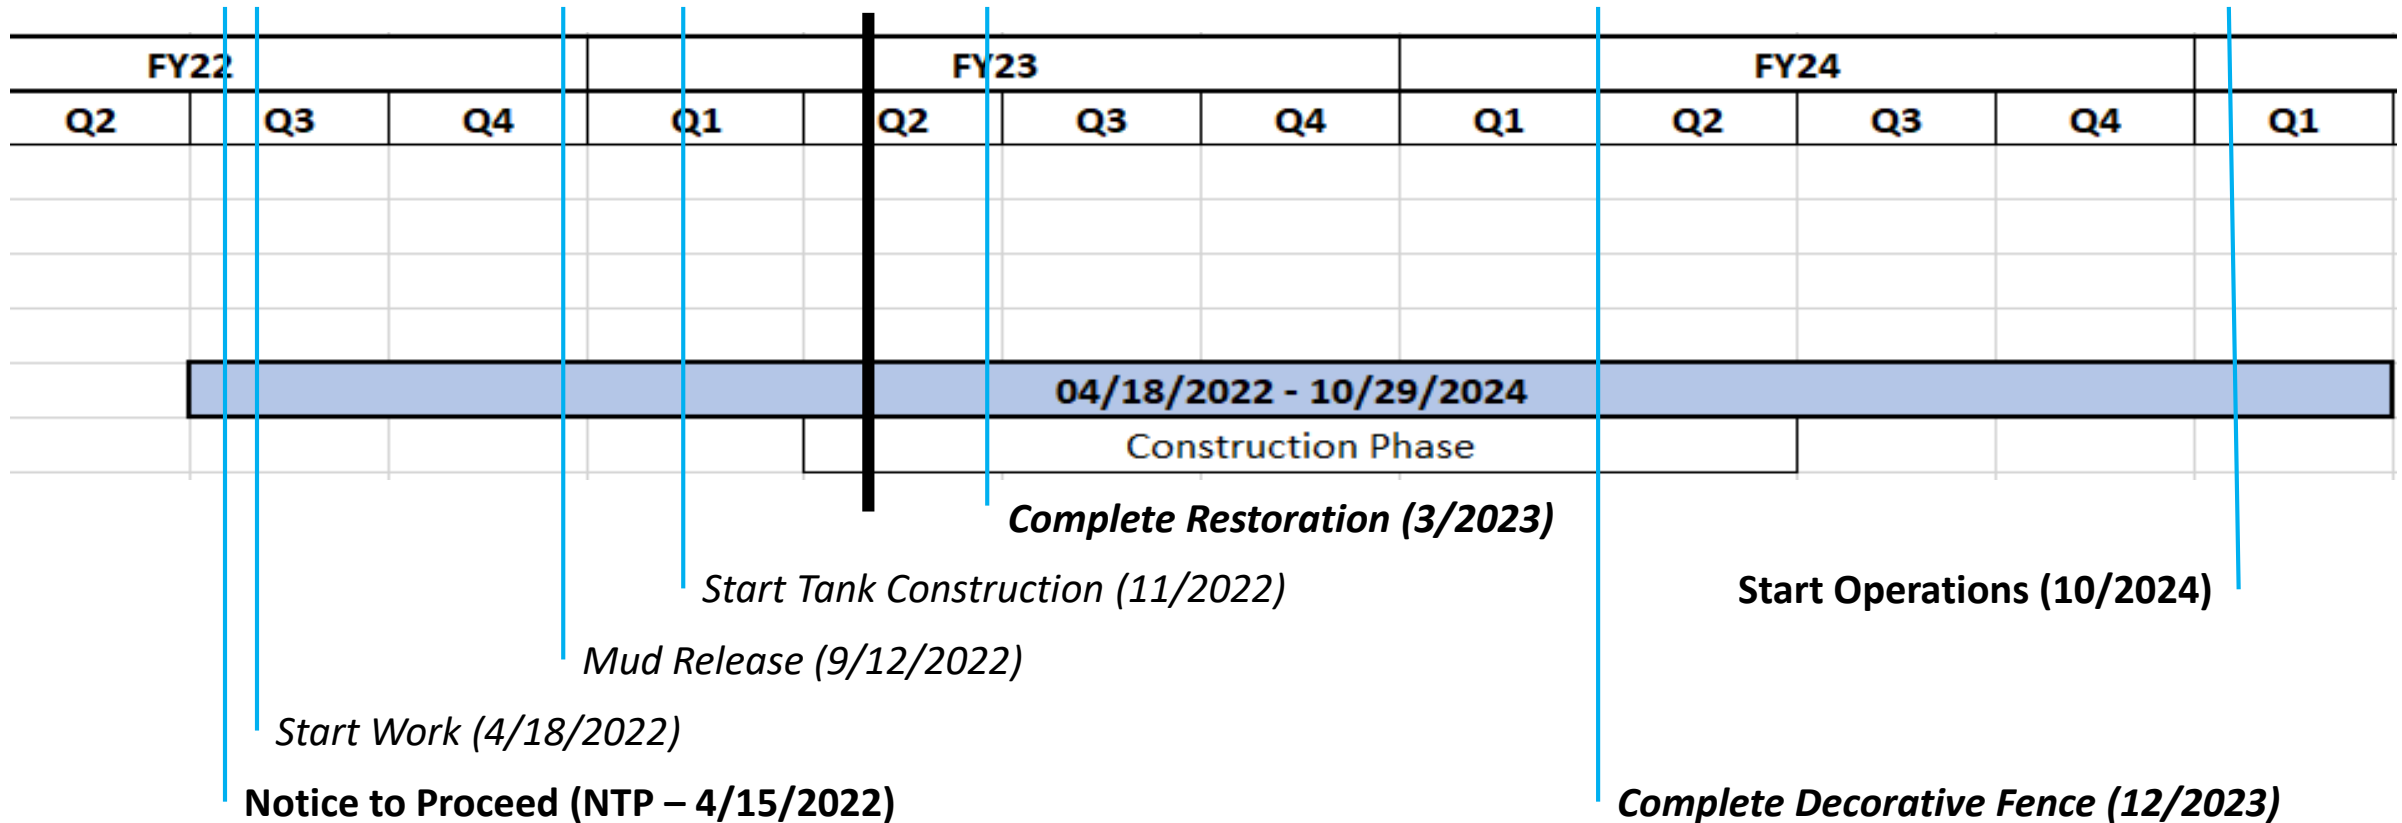 FY22 FY23 FY24
Q2 Q3 Q4 Q1 Q2 Q3 Q4 Q1 Q2 Q3 Q4 Q1
04/18/2022 - 10/29/2024
Construction Phase
Complete Restoration (3/2023)
Start Tank Construction (11/2022)
Start Operations (10/2024)
Mud Release (9/12/2022)
Start Work (4/18/2022)
Notice to Proceed (NTP – 4/15/2022)
Complete Decorative Fence (12/2023)